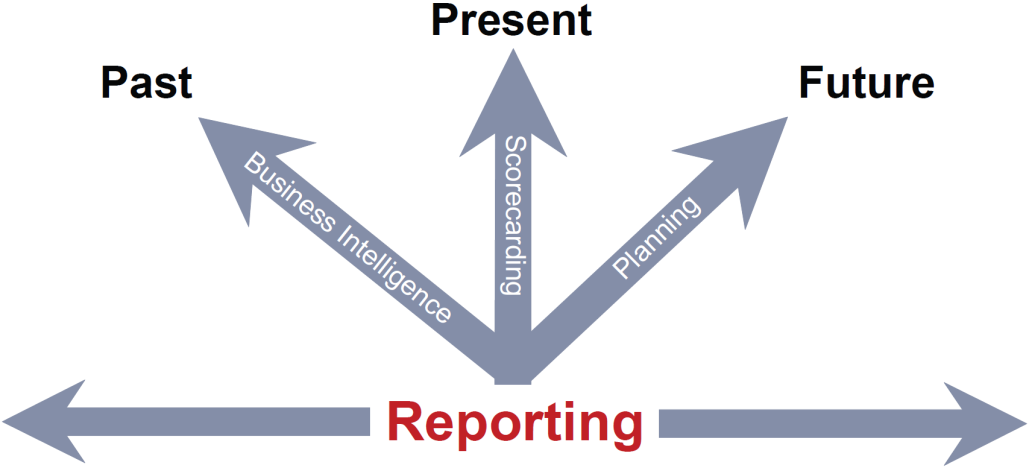 Present
Past
Future
Business Intelligence
Scorecarding
Planning
Reporting